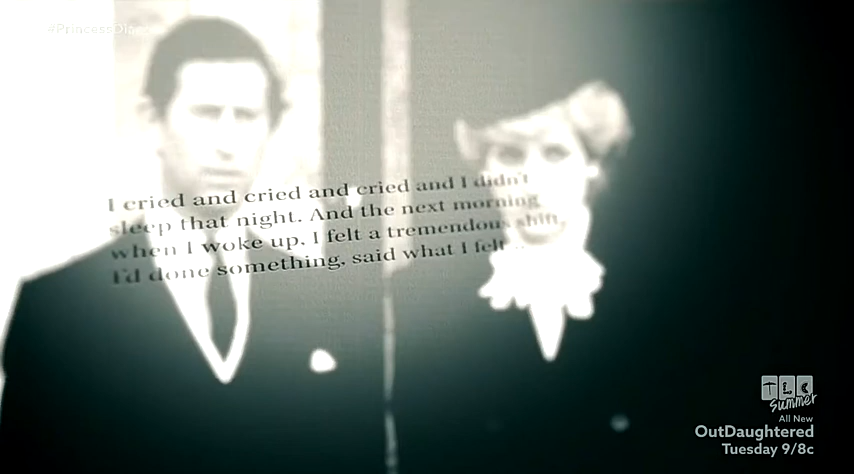 #PrincessD
I cried and cried and cried and I didn't
sleep that night. And the next morning
when I woke up, I felt a tremendous shift.
I'd done something, said what I felt...
TLC
Summer
All New
OutDaughtered
Tuesday 9/8c